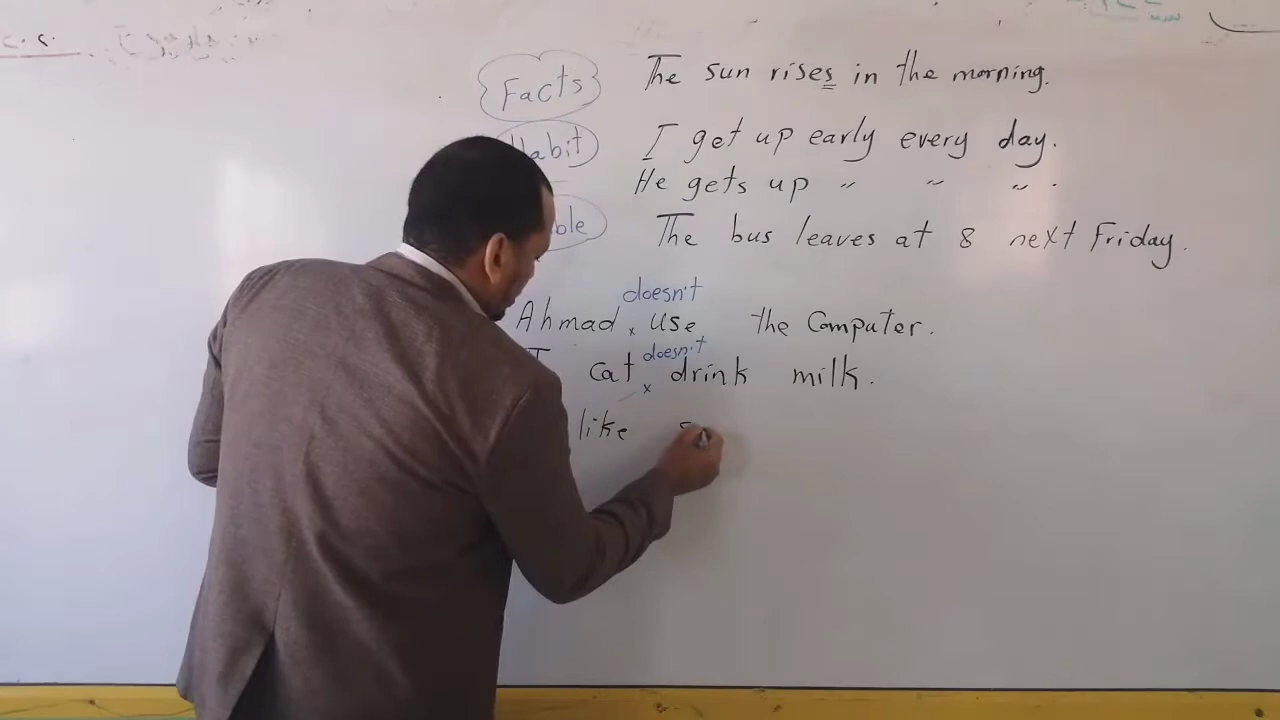 Facts The sun rises in the morning.
Habit I get up early every day.
He gets up " " " .
The bus leaves at 8 next Friday.
doesn't
Ahmad x use the Computer.
doesn't
cat x drink milk.
like